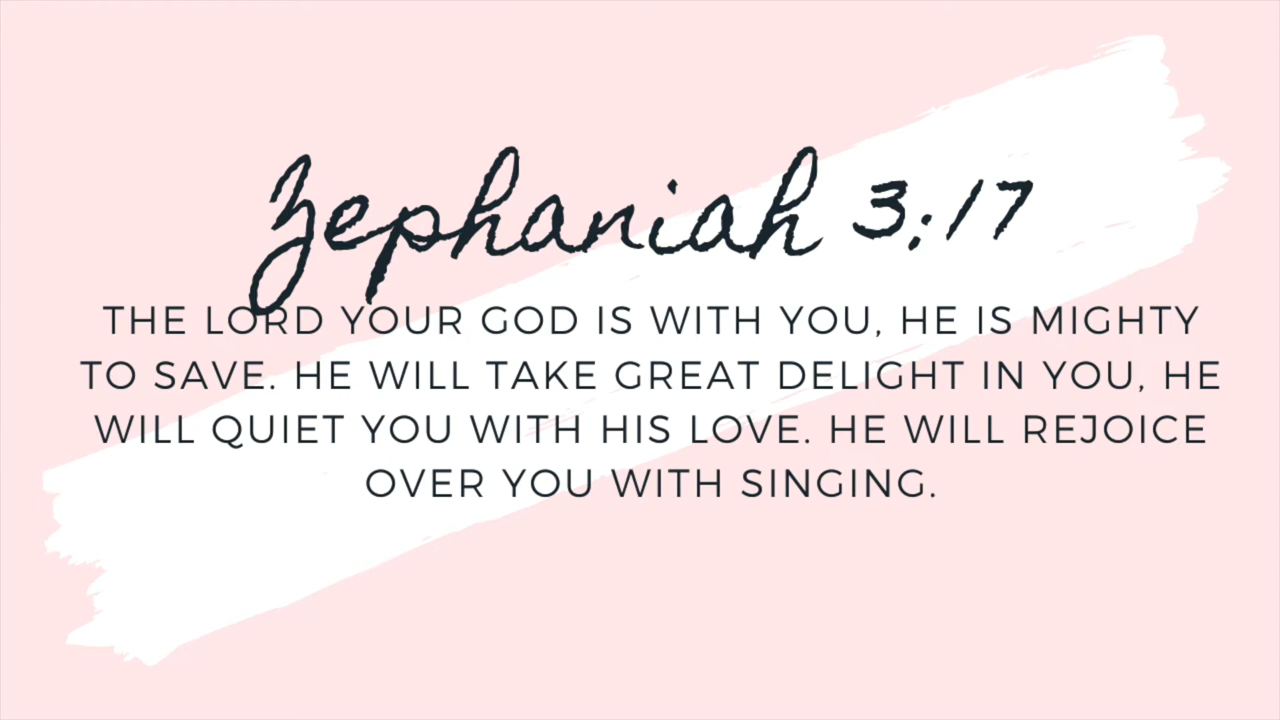 Zephaniah 3:17
THE LORD YOUR GOD IS WITH YOU, HE IS MIGHTY
TO SAVE. HE WILL TAKE GREAT DELIGHT IN YOU, HE
WILL QUIET YOU WITH HIS LOVE. HE WILL REJOICE
OVER YOU WITH SINGING.